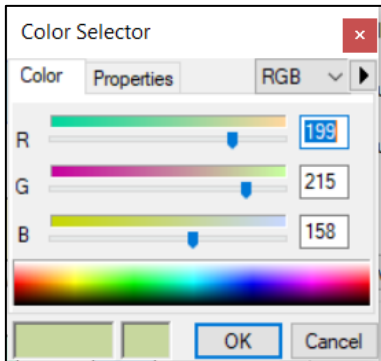 Color Selector
Color Properties RGB
R 199
G 215
B 158
OK Cancel